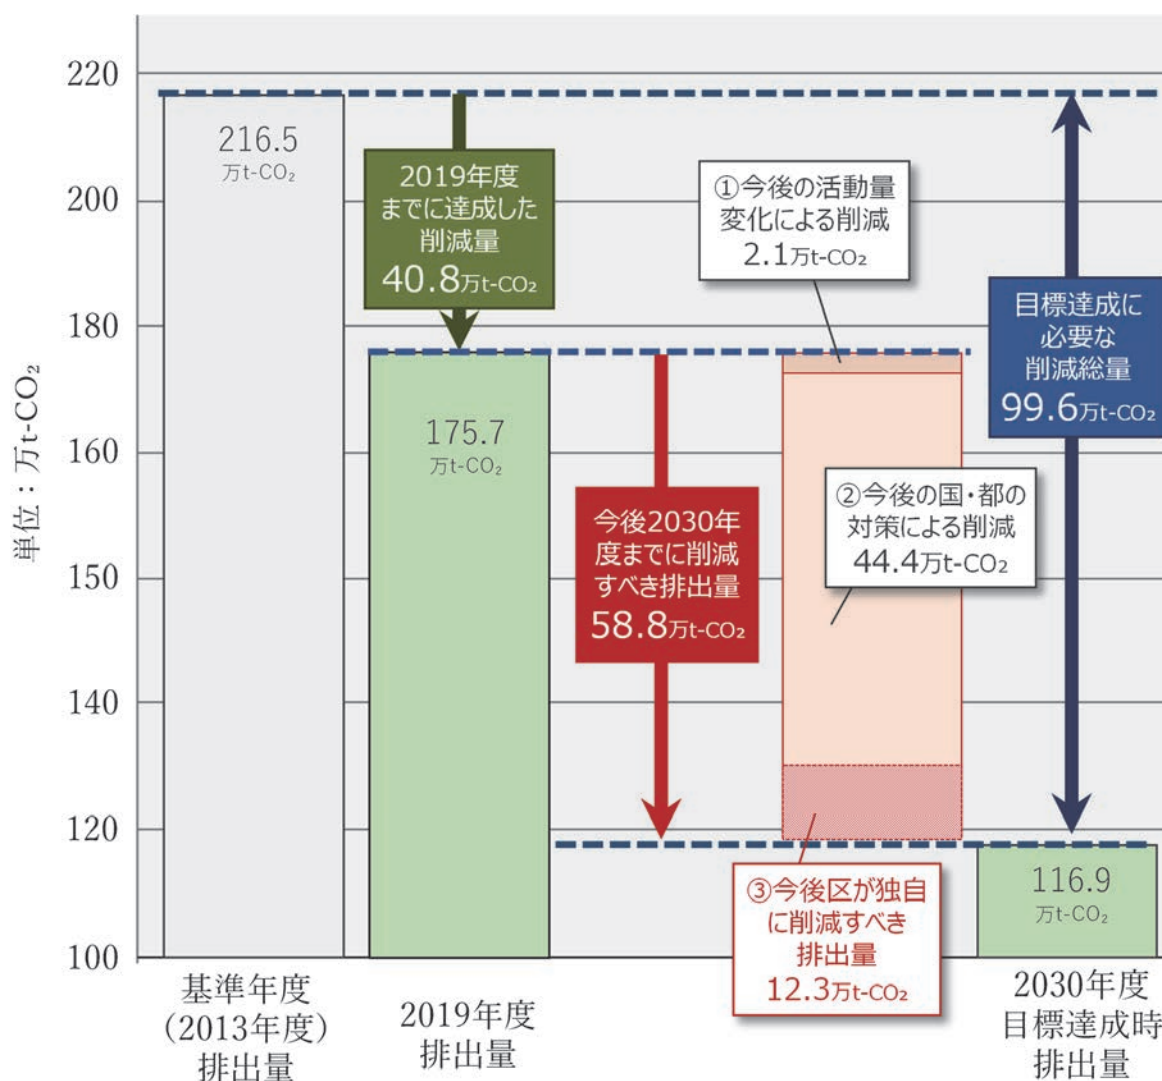 単位：万t-CO₂
220
200
180
160
150
140
120
100
216.5
万t-CO₂
2019年度
までに達成した
削減量
40.8万t-CO₂
175.7
万t-CO₂
今後2030年
度までに削減
すべき排出量
58.8万t-CO₂
①今後の活動量
変化による削減
2.1万t-CO₂
②今後の国・都の
対策による削減
44.4万t-CO₂
③今後区が独自
に削減すべき
排出量
12.3万t-CO₂
目標達成に
必要な
削減総量
99.6万t-CO₂
116.9
万t-CO₂
基準年度
（2013年度）
排出量
2019年度
排出量
2030年度
目標達成時
排出量